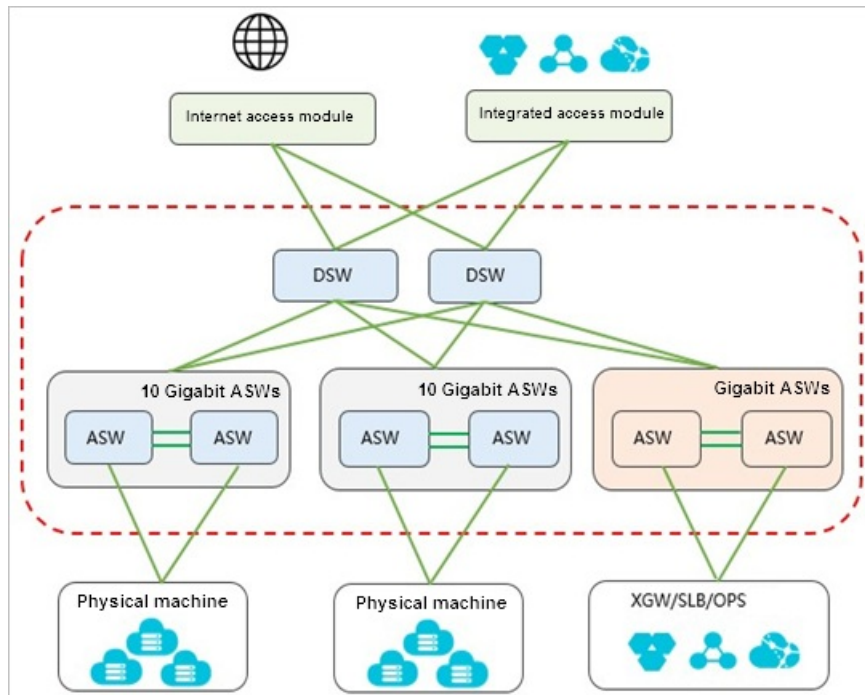 Internet access module
Integrated access module
DSW
DSW
10 Gigabit ASWs
ASW
ASW
10 Gigabit ASWs
ASW
ASW
Gigabit ASWs
ASW
ASW
Physical machine
Physical machine
XGW/SLB/OPS